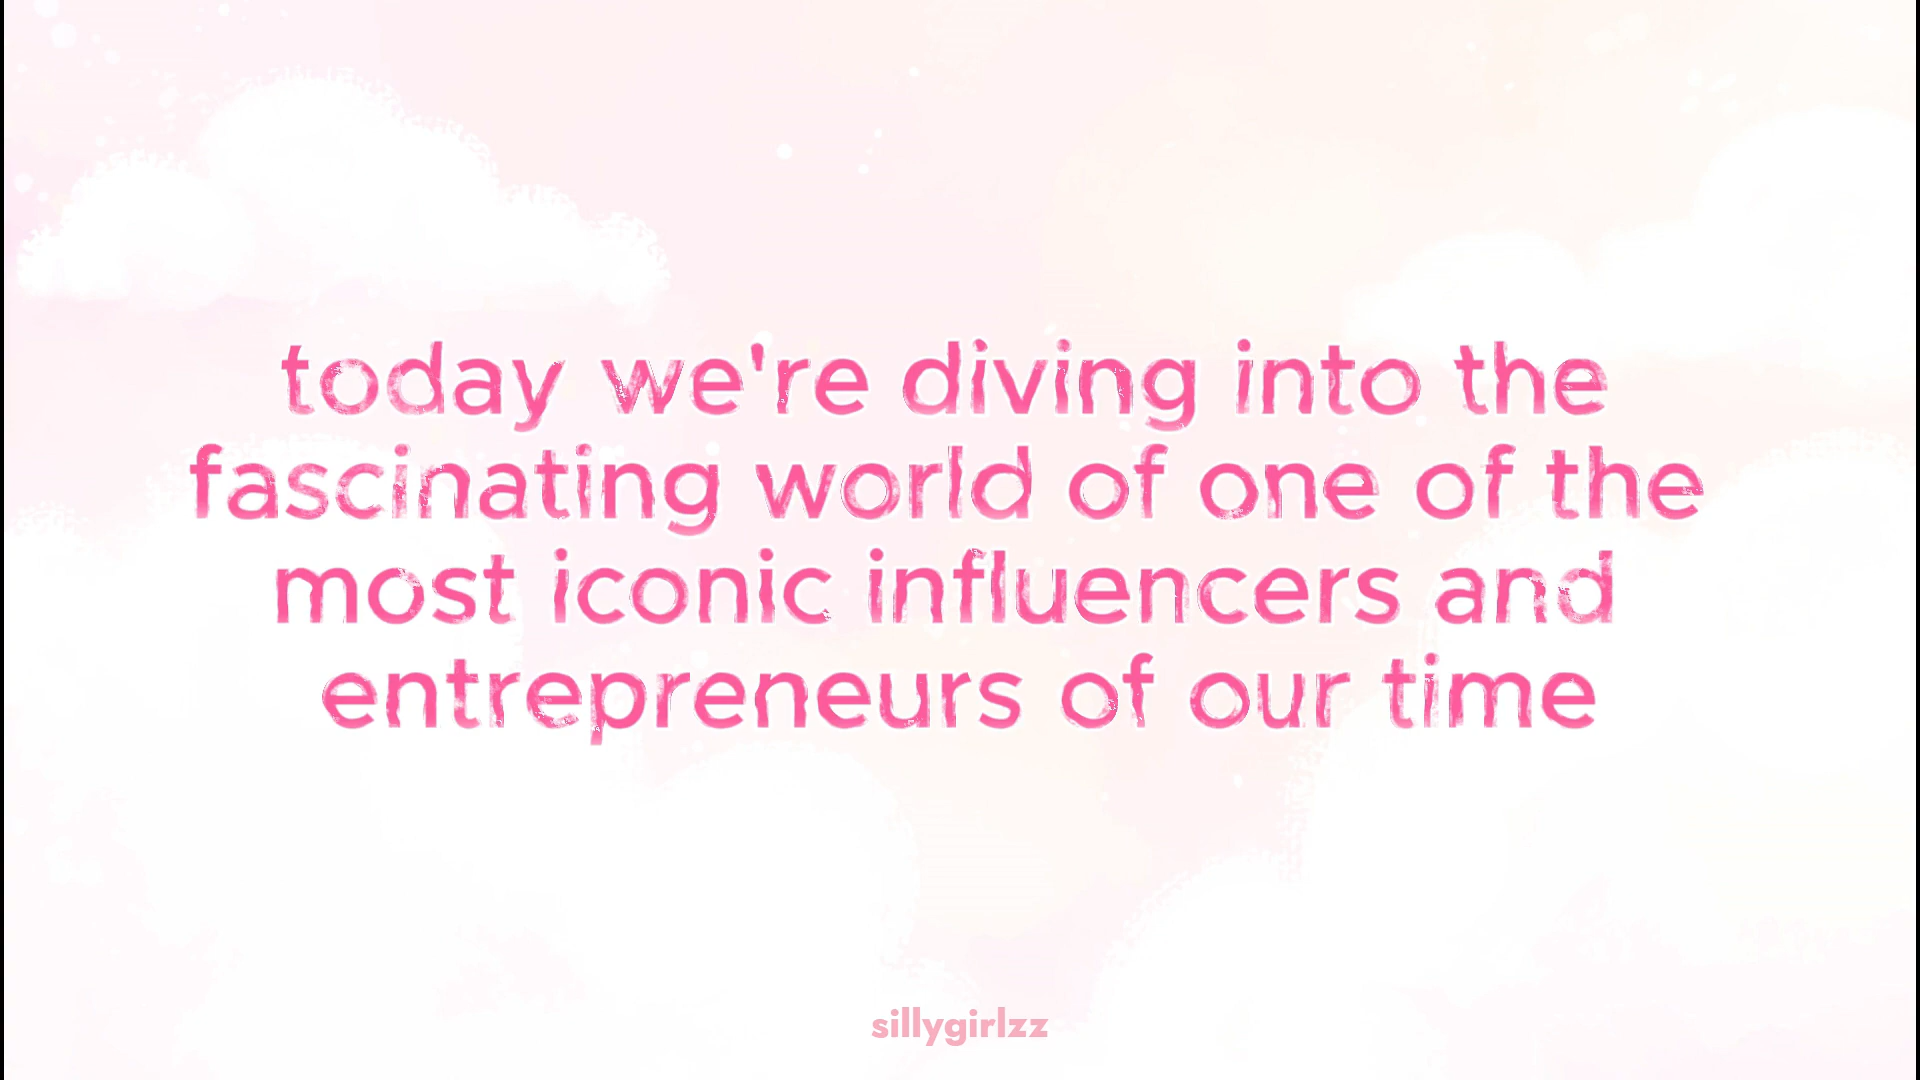 today we're diving into the
fascinating world of one of the
most iconic influencers and
entrepreneurs of our time
sillygirlzz